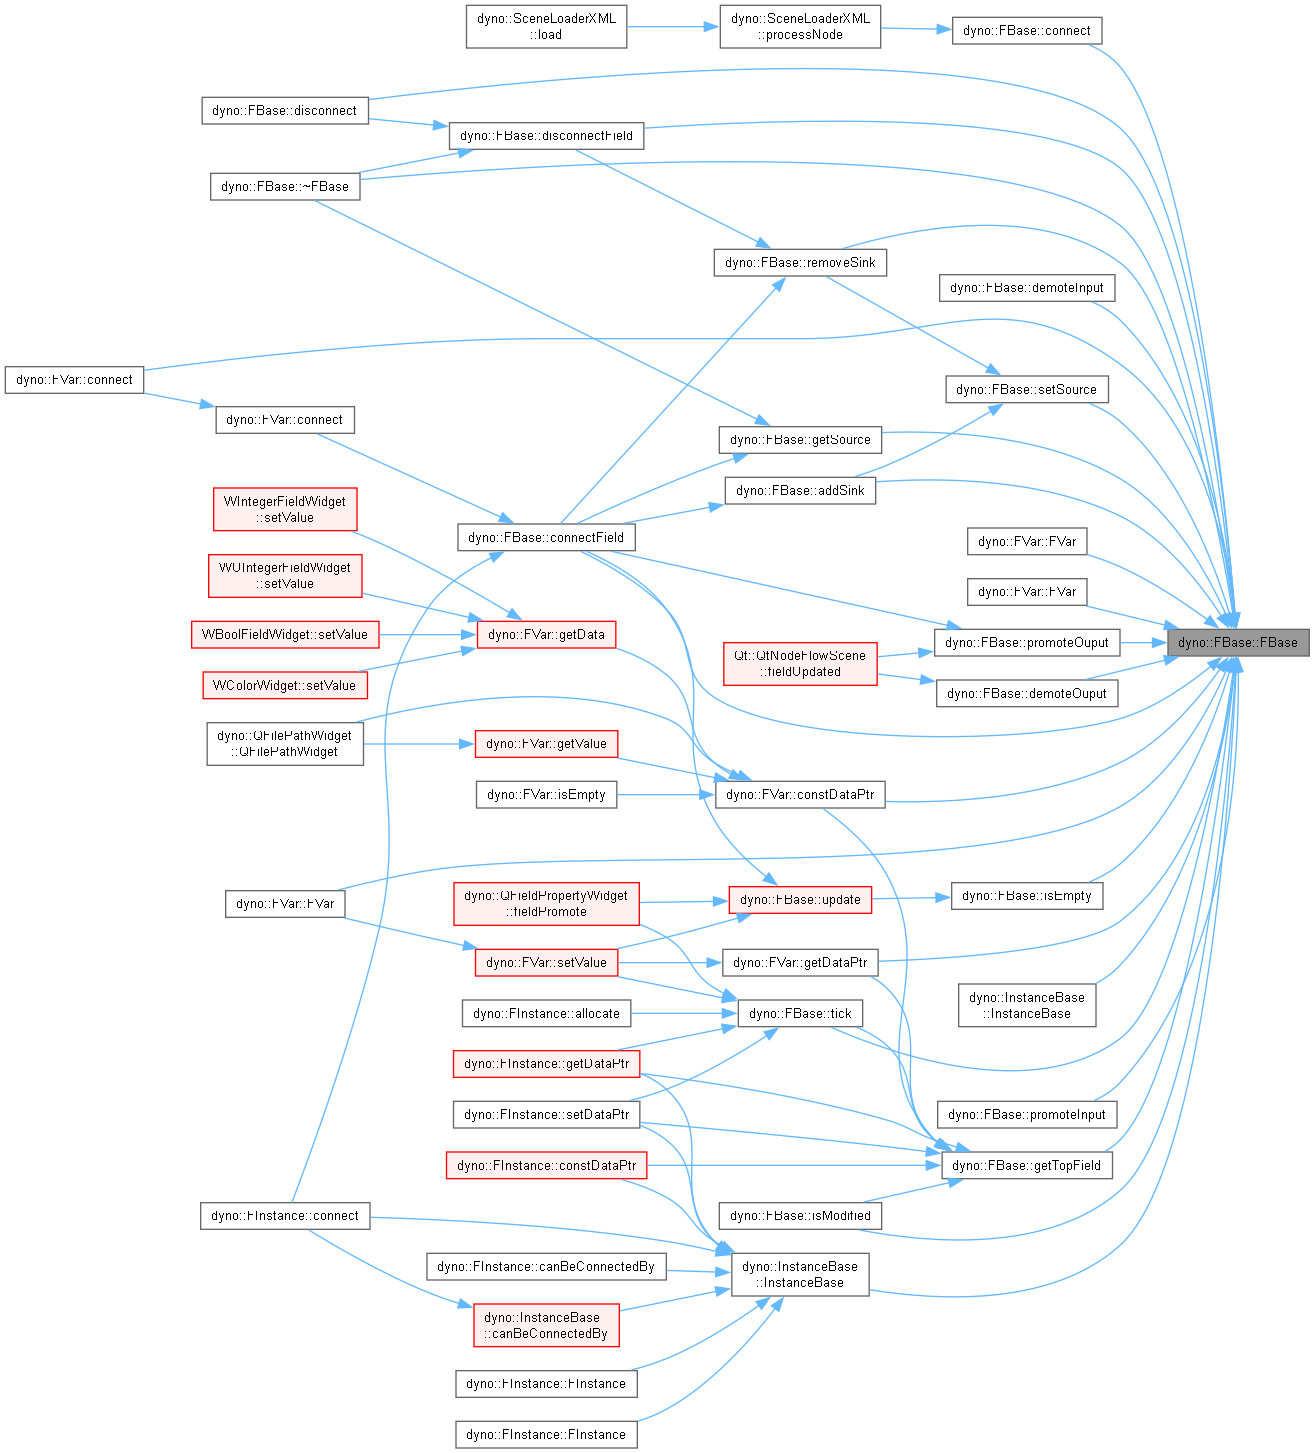 dyno::SceneLoaderXML
::load
dyno::SceneLoaderXML
::processNode
dyno::FBase::connect
dyno::FBase::disconnect
dyno::FBase::disconnectField
dyno::FBase::~FBase
dyno::FBase::removeSink
dyno::FBase::demoteInput
dyno::FVar::connect
dyno::FBase::setSource
dyno::FVar::connect
dyno::FBase::getSource
dyno::FBase::addSink
WIntegerFieldWidget
::setValue
dyno::FBase::connectField
dyno::FVar::FVar
WUIntegerFieldWidget
::setValue
dyno::FVar::FVar
WBoolFieldWidget::setValue
dyno::FVar::getData
dyno::FBase::promoteOuput
dyno::FBase::FBase
Qt::QtNodeFlowScene
::fieldUpdated
WColorWidget::setValue
dyno::FBase::demoteOuput
dyno::QFilePathWidget
::QFilePathWidget
dyno::FVar::getValue
dyno::FVar::isEmpty
dyno::FVar::constDataPtr
dyno::FVar::FVar
dyno::QFieldPropertyWidget
::fieldPromote
dyno::FBase::update
dyno::FBase::isEmpty
dyno::FVar::setValue
dyno::FVar::getDataPtr
dyno::InstanceBase
::InstanceBase
dyno::FInstance::allocate
dyno::FBase::tick
dyno::FInstance::getDataPtr
dyno::FInstance::setDataPtr
dyno::FBase::promoteInput
dyno::FInstance::constDataPtr
dyno::FBase::getTopField
dyno::FInstance::connect
dyno::FBase::isModified
dyno::FInstance::canBeConnectedBy
dyno::InstanceBase
::InstanceBase
dyno::InstanceBase
::canBeConnectedBy
dyno::FInstance::FInstance
dyno::FInstance::FInstance